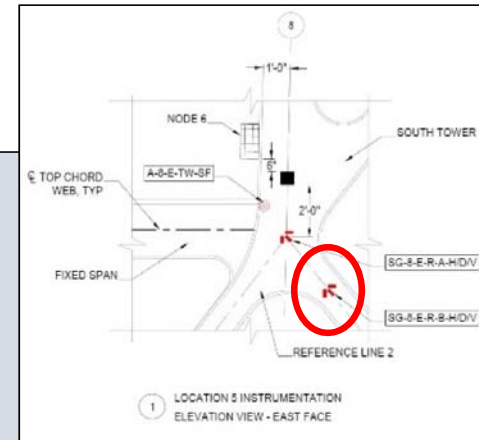 8
1'-0"
NODE 6
SOUTH TOWER
6"
A-8-E-TW-SF
℄ TOP CHORD
WEB, TYP
2'-0"
FIXED SPAN
SG-8-E-R-A-H/D/V
SG-8-E-R-B-H/D/V
REFERENCE LINE 2
1 LOCATION 5 INSTRUMENTATION
ELEVATION VIEW - EAST FACE